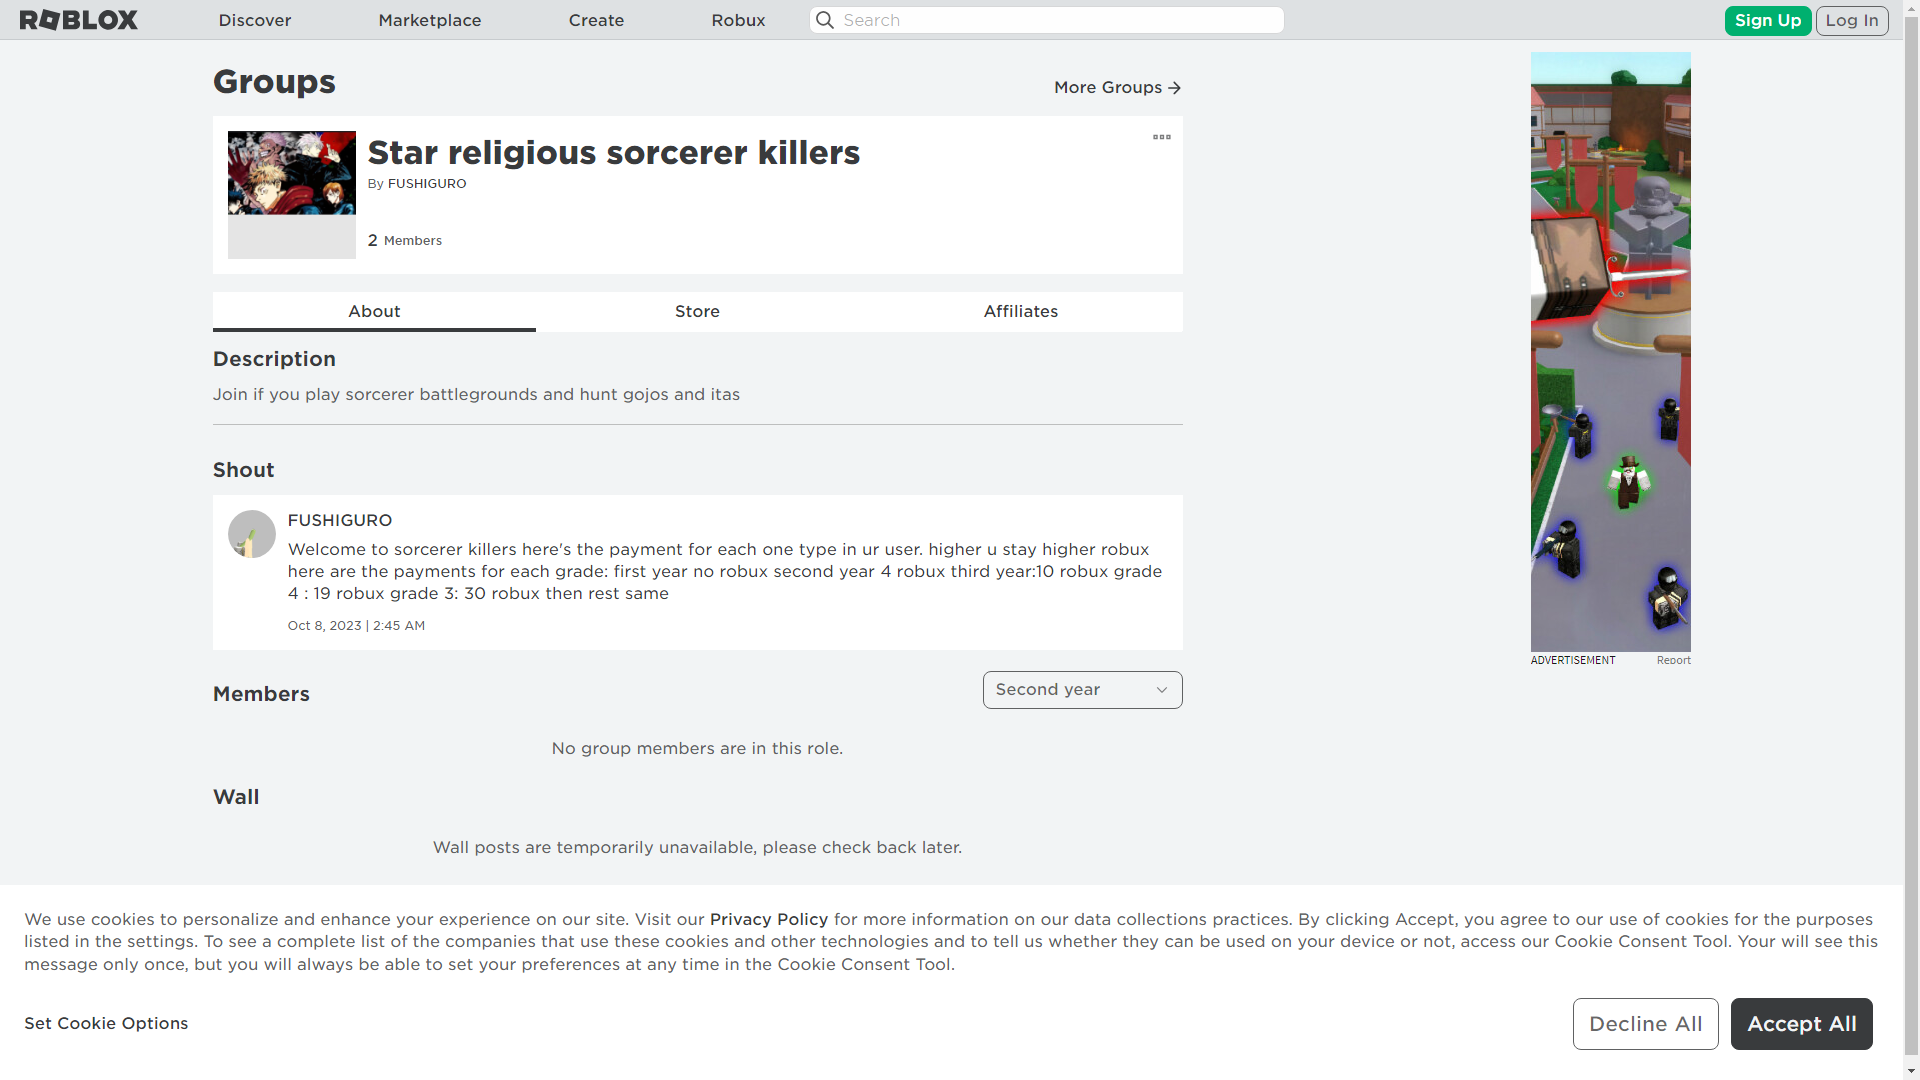 ROBLOX
Discover
Marketplace
Create
Robux
Search
Sign Up
Log In
Groups
More Groups
Star religious sorcerer killers
By FUSHIGURO
2 Members
About
Store
Affiliates
Description
Join if you play sorcerer battlegrounds and hunt gojos and itas
Shout
FUSHIGURO
Welcome to sorcerer killers here's the payment for each one type in ur user. higher u stay higher robux
here are the payments for each grade: first year no robux second year 4 robux third year:10 robux grade
4 : 19 robux grade 3: 30 robux then rest same
Oct 8, 2023 | 2:45 AM
ADVERTISEMENT
Report
Members
Second year
No group members are in this role.
Wall
Wall posts are temporarily unavailable, please check back later.
We use cookies to personalize and enhance your experience on our site. Visit our Privacy Policy for more information on our data collections practices. By clicking Accept, you agree to our use of cookies for the purposes
listed in the settings. To see a complete list of the companies that use these cookies and other technologies and to tell us whether they can be used on your device or not, access our Cookie Consent Tool. Your will see this
message only once, but you will always be able to set your preferences at any time in the Cookie Consent Tool.
Set Cookie Options
Decline All
Accept All